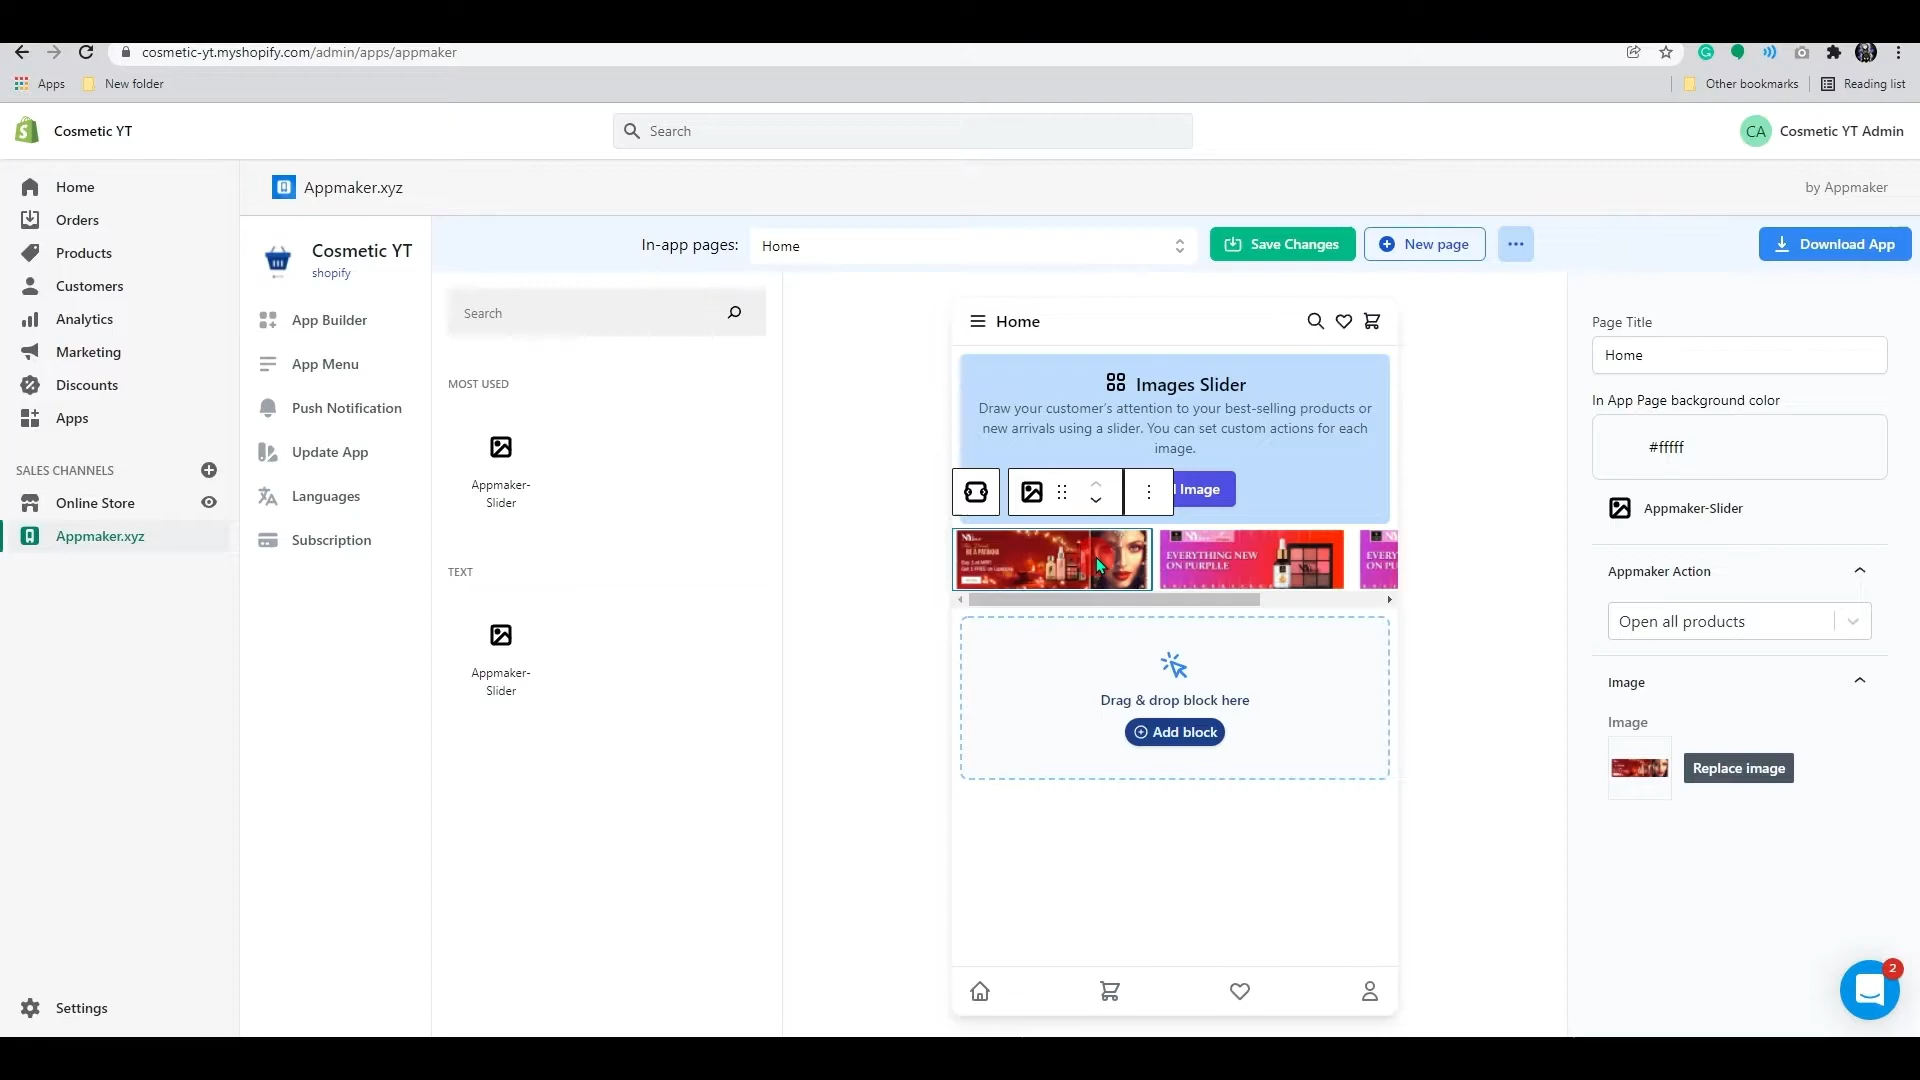 cosmetic-yt.myshopify.com/admin/apps/appmaker
Apps
New folder
Other bookmarks
Reading list
Cosmetic YT
Search
CA
Cosmetic YT Admin
Home
Orders
Products
Customers
Analytics
Marketing
Discounts
Apps
SALES CHANNELS
Online Store
Appmaker.xyz
Settings
Appmaker.xyz
by Appmaker
Cosmetic YT
shopify
App Builder
App Menu
Push Notification
Update App
Languages
Subscription
In-app pages:
Home
Save Changes
New page
Download App
Search
MOST USED
Appmaker-
Slider
TEXT
Appmaker-
Slider
Home
Images Slider
Draw your customer's attention to your best-selling products or
new arrivals using a slider. You can set custom actions for each
image.
Image
BE A PATAKHA
EVERYTHING NEW
ON PURPLLE
EVERY
ON PU
Drag & drop block here
Add block
Page Title
Home
In App Page background color
#fffff
Appmaker-Slider
Appmaker Action
Open all products
Image
Image
Replace image
2